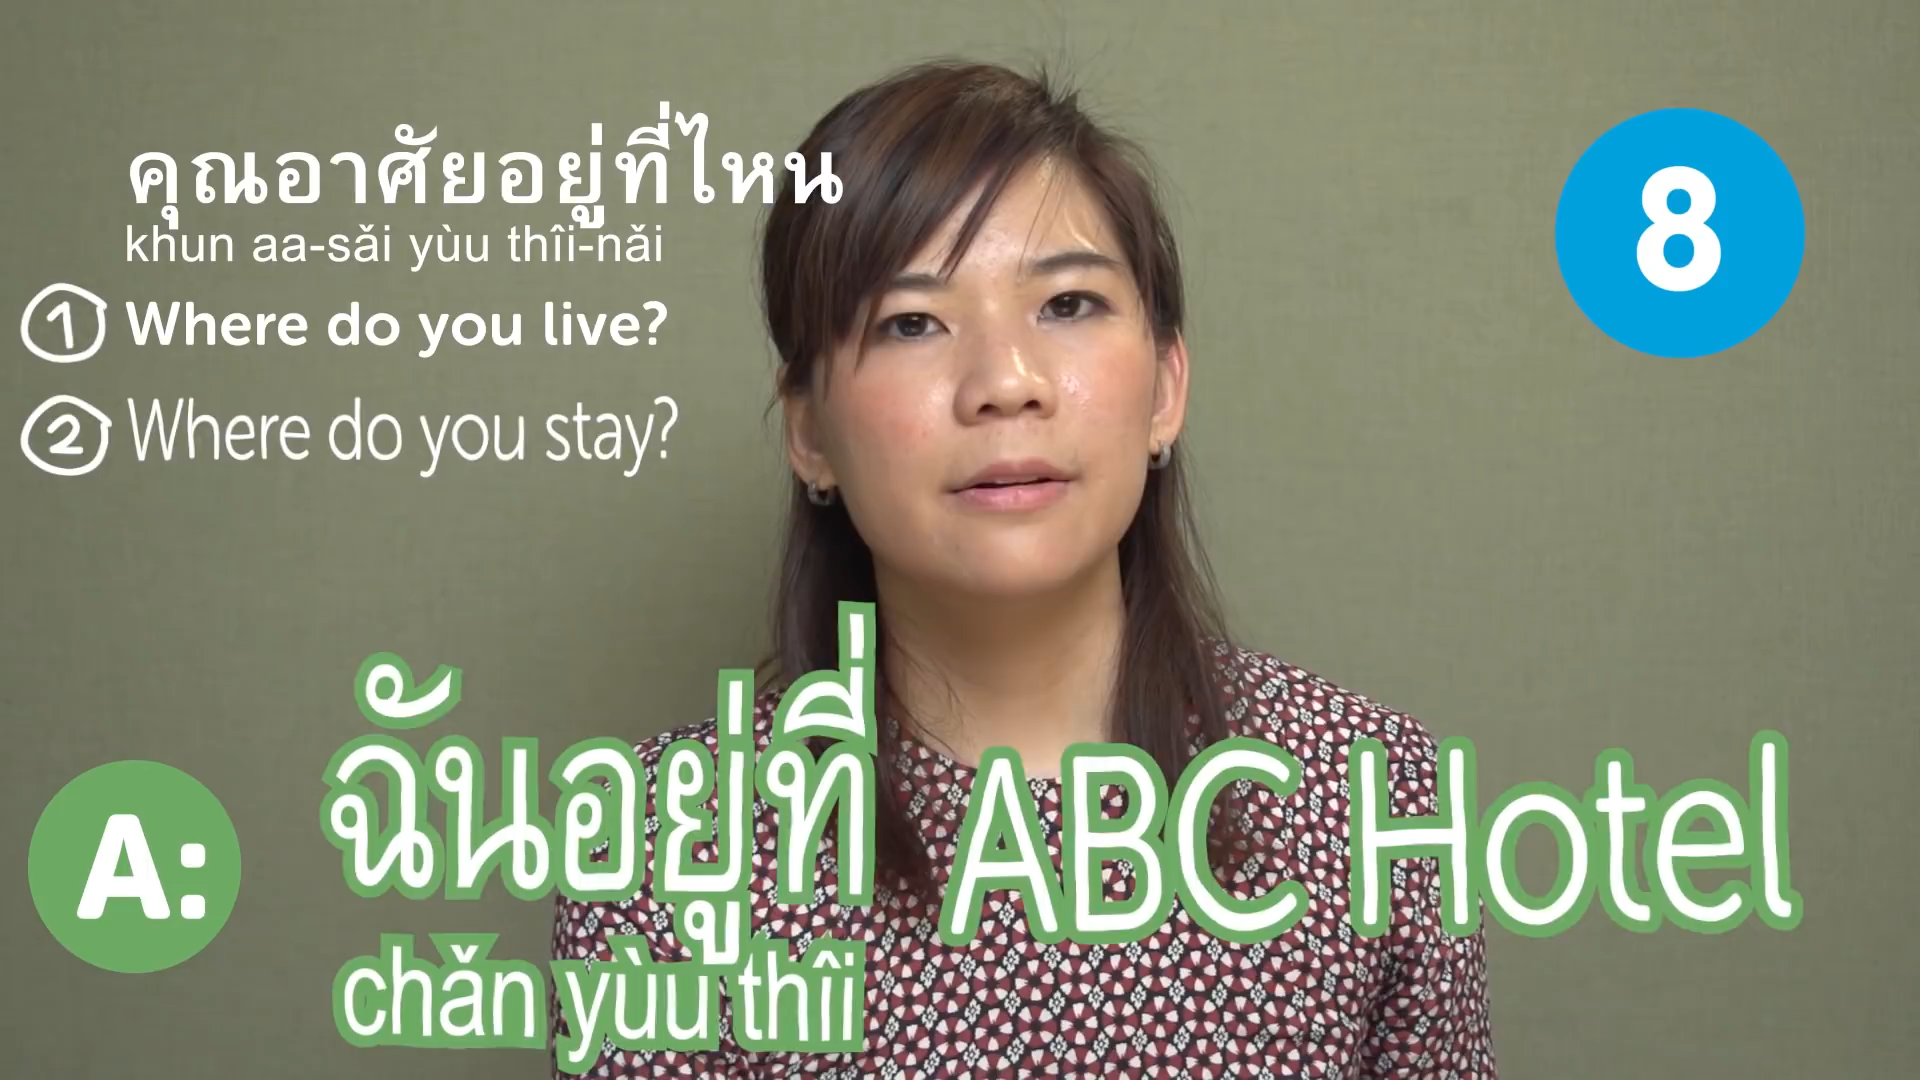 คุณอาศัยอยู่ที่ไหน
khun aa-sǎi yùu thîi-nǎi
1 Where do you live?
2 Where do you stay?
8
A: ฉันอยู่ที่ ABC Hotel
chǎn yùu thîi